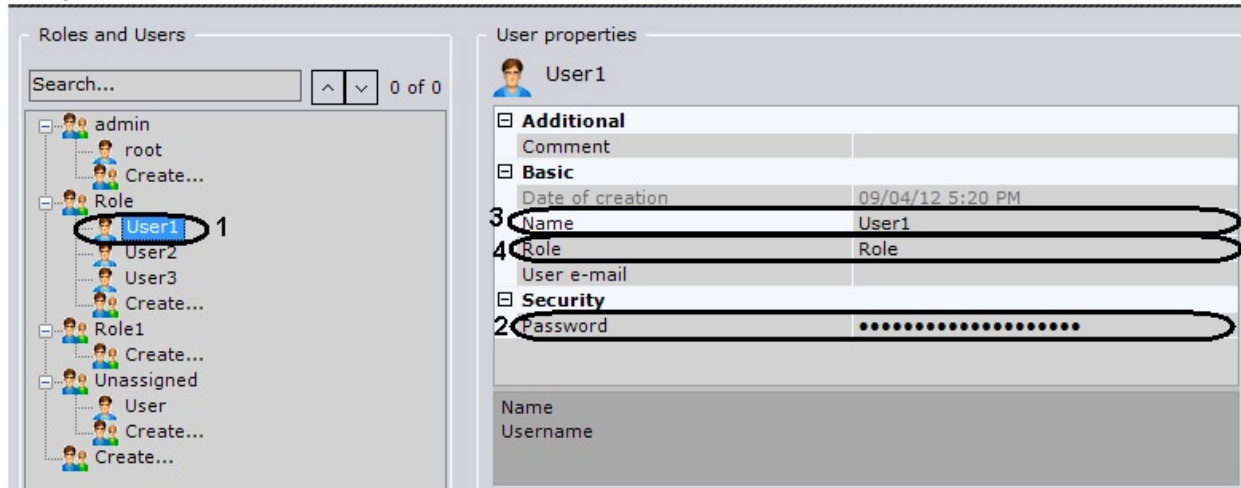 Roles and Users
Search...
0 of 0
admin
root
Create...
Role
User1 1
User2
User3
Create...
Role1
Create...
Unassigned
User
Create...
Create...
User properties
User1
Additional
Comment
Basic
Date of creation 09/04/12 5:20 PM
3 Name User1
4 Role Role
User e-mail
Security
2 Password ••••••••••••••••••••
Name
Username